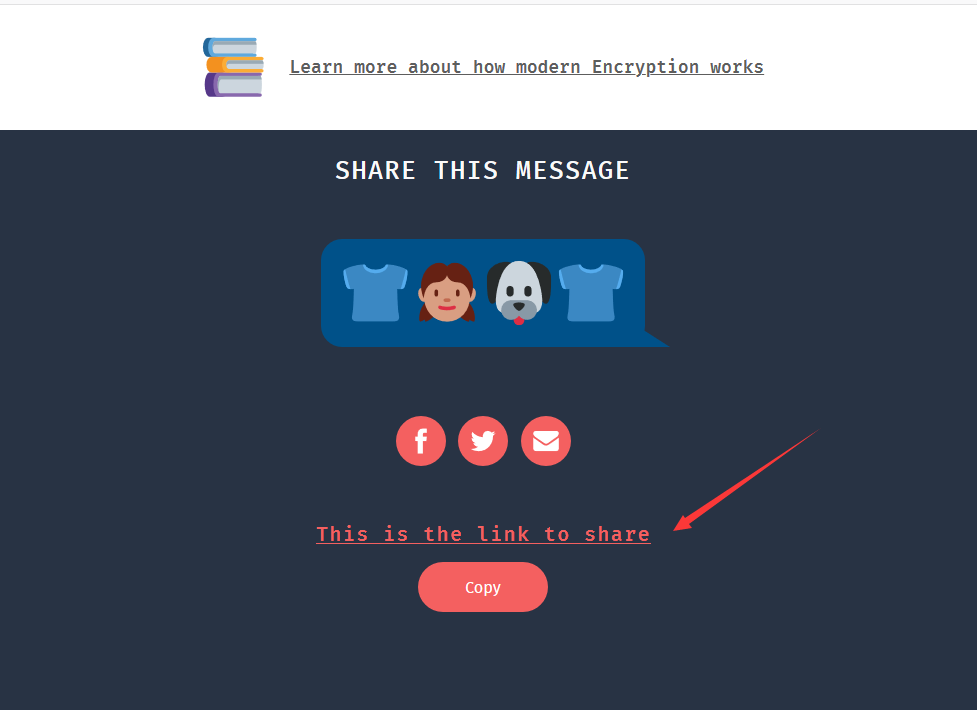 Learn more about how modern Encryption works
SHARE THIS MESSAGE
This is the link to share
Copy